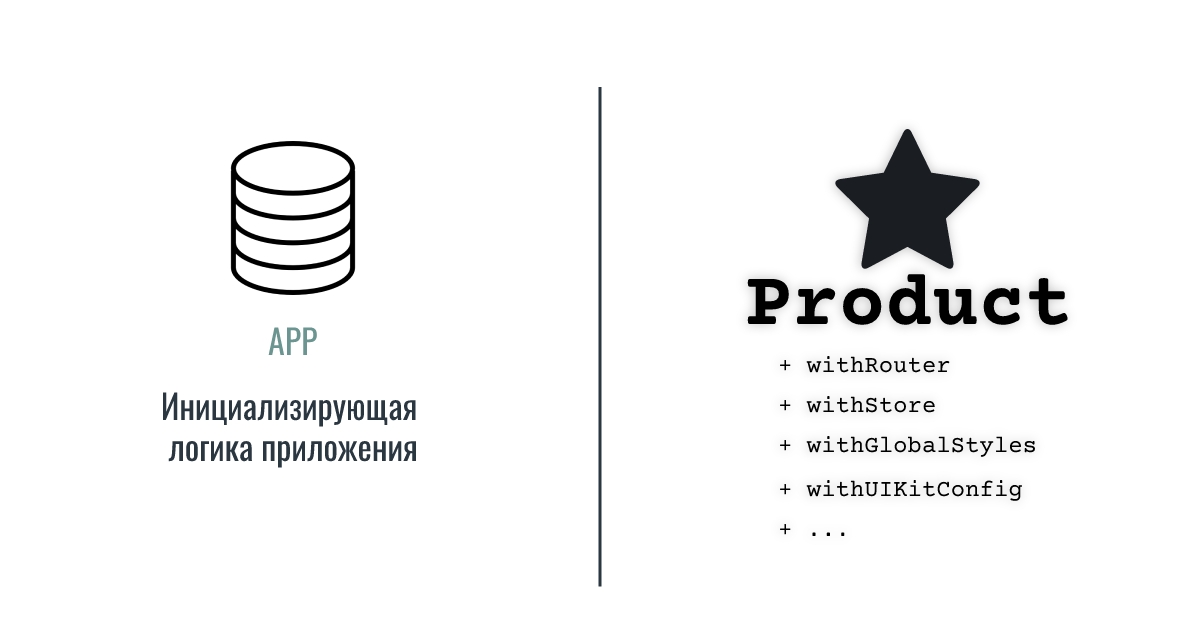 APP
Инициализирующая
логика приложения
Product
+ withRouter
+ withStore
+ withGlobalStyles
+ withUIKitConfig
+ ...